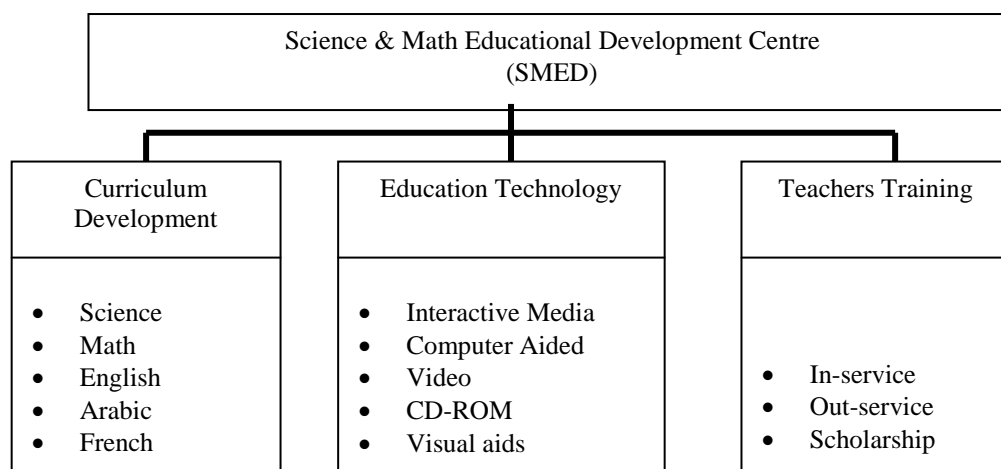 Science & Math Educational Development Centre
(SMED)
Curriculum
Development
• Science
• Math
• English
• Arabic
• French
Education Technology
• Interactive Media
• Computer Aided
• Video
• CD-ROM
• Visual aids
Teachers Training
• In-service
• Out-service
• Scholarship